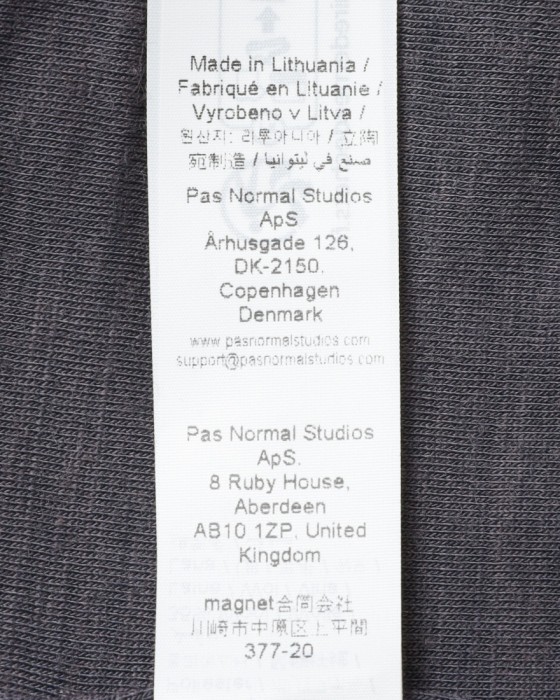 Made in Lithuania /
Fabriqué en Lituanie /
Vyrobeno v Litva /
원산지: 리투아니아 / 立陶
宛制造 / صنع في ليتوانيا
Pas Normal Studios
ApS
Århusgade 126,
DK-2150,
Copenhagen
Denmark
www.pasnormalstudios.com
support@pasnormalstudios.com
Pas Normal Studios
ApS.
8 Ruby House,
Aberdeen
AB10 1ZP, United
Kingdom
magnet合同会社
川崎市中原区上平間
377-20